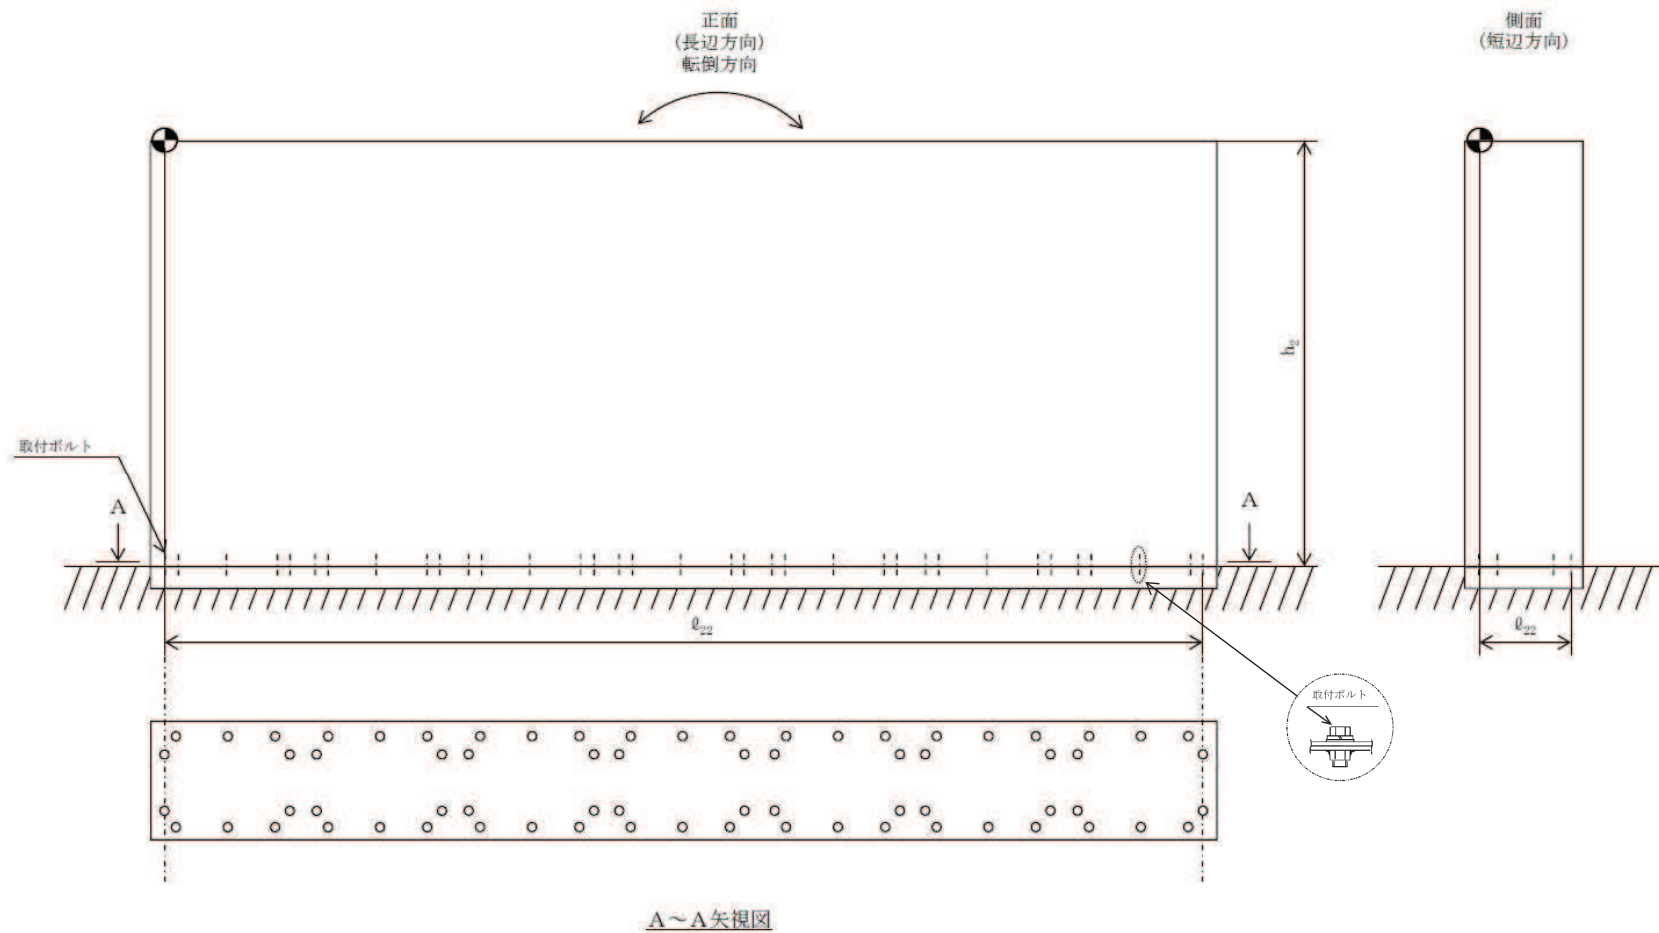 正面
(長辺方向)
転倒方向
側面
(短辺方向)
h₂
取付ボルト
A
A
ℓ₂₂
ℓ₂₂
取付ボルト
A～A矢視図